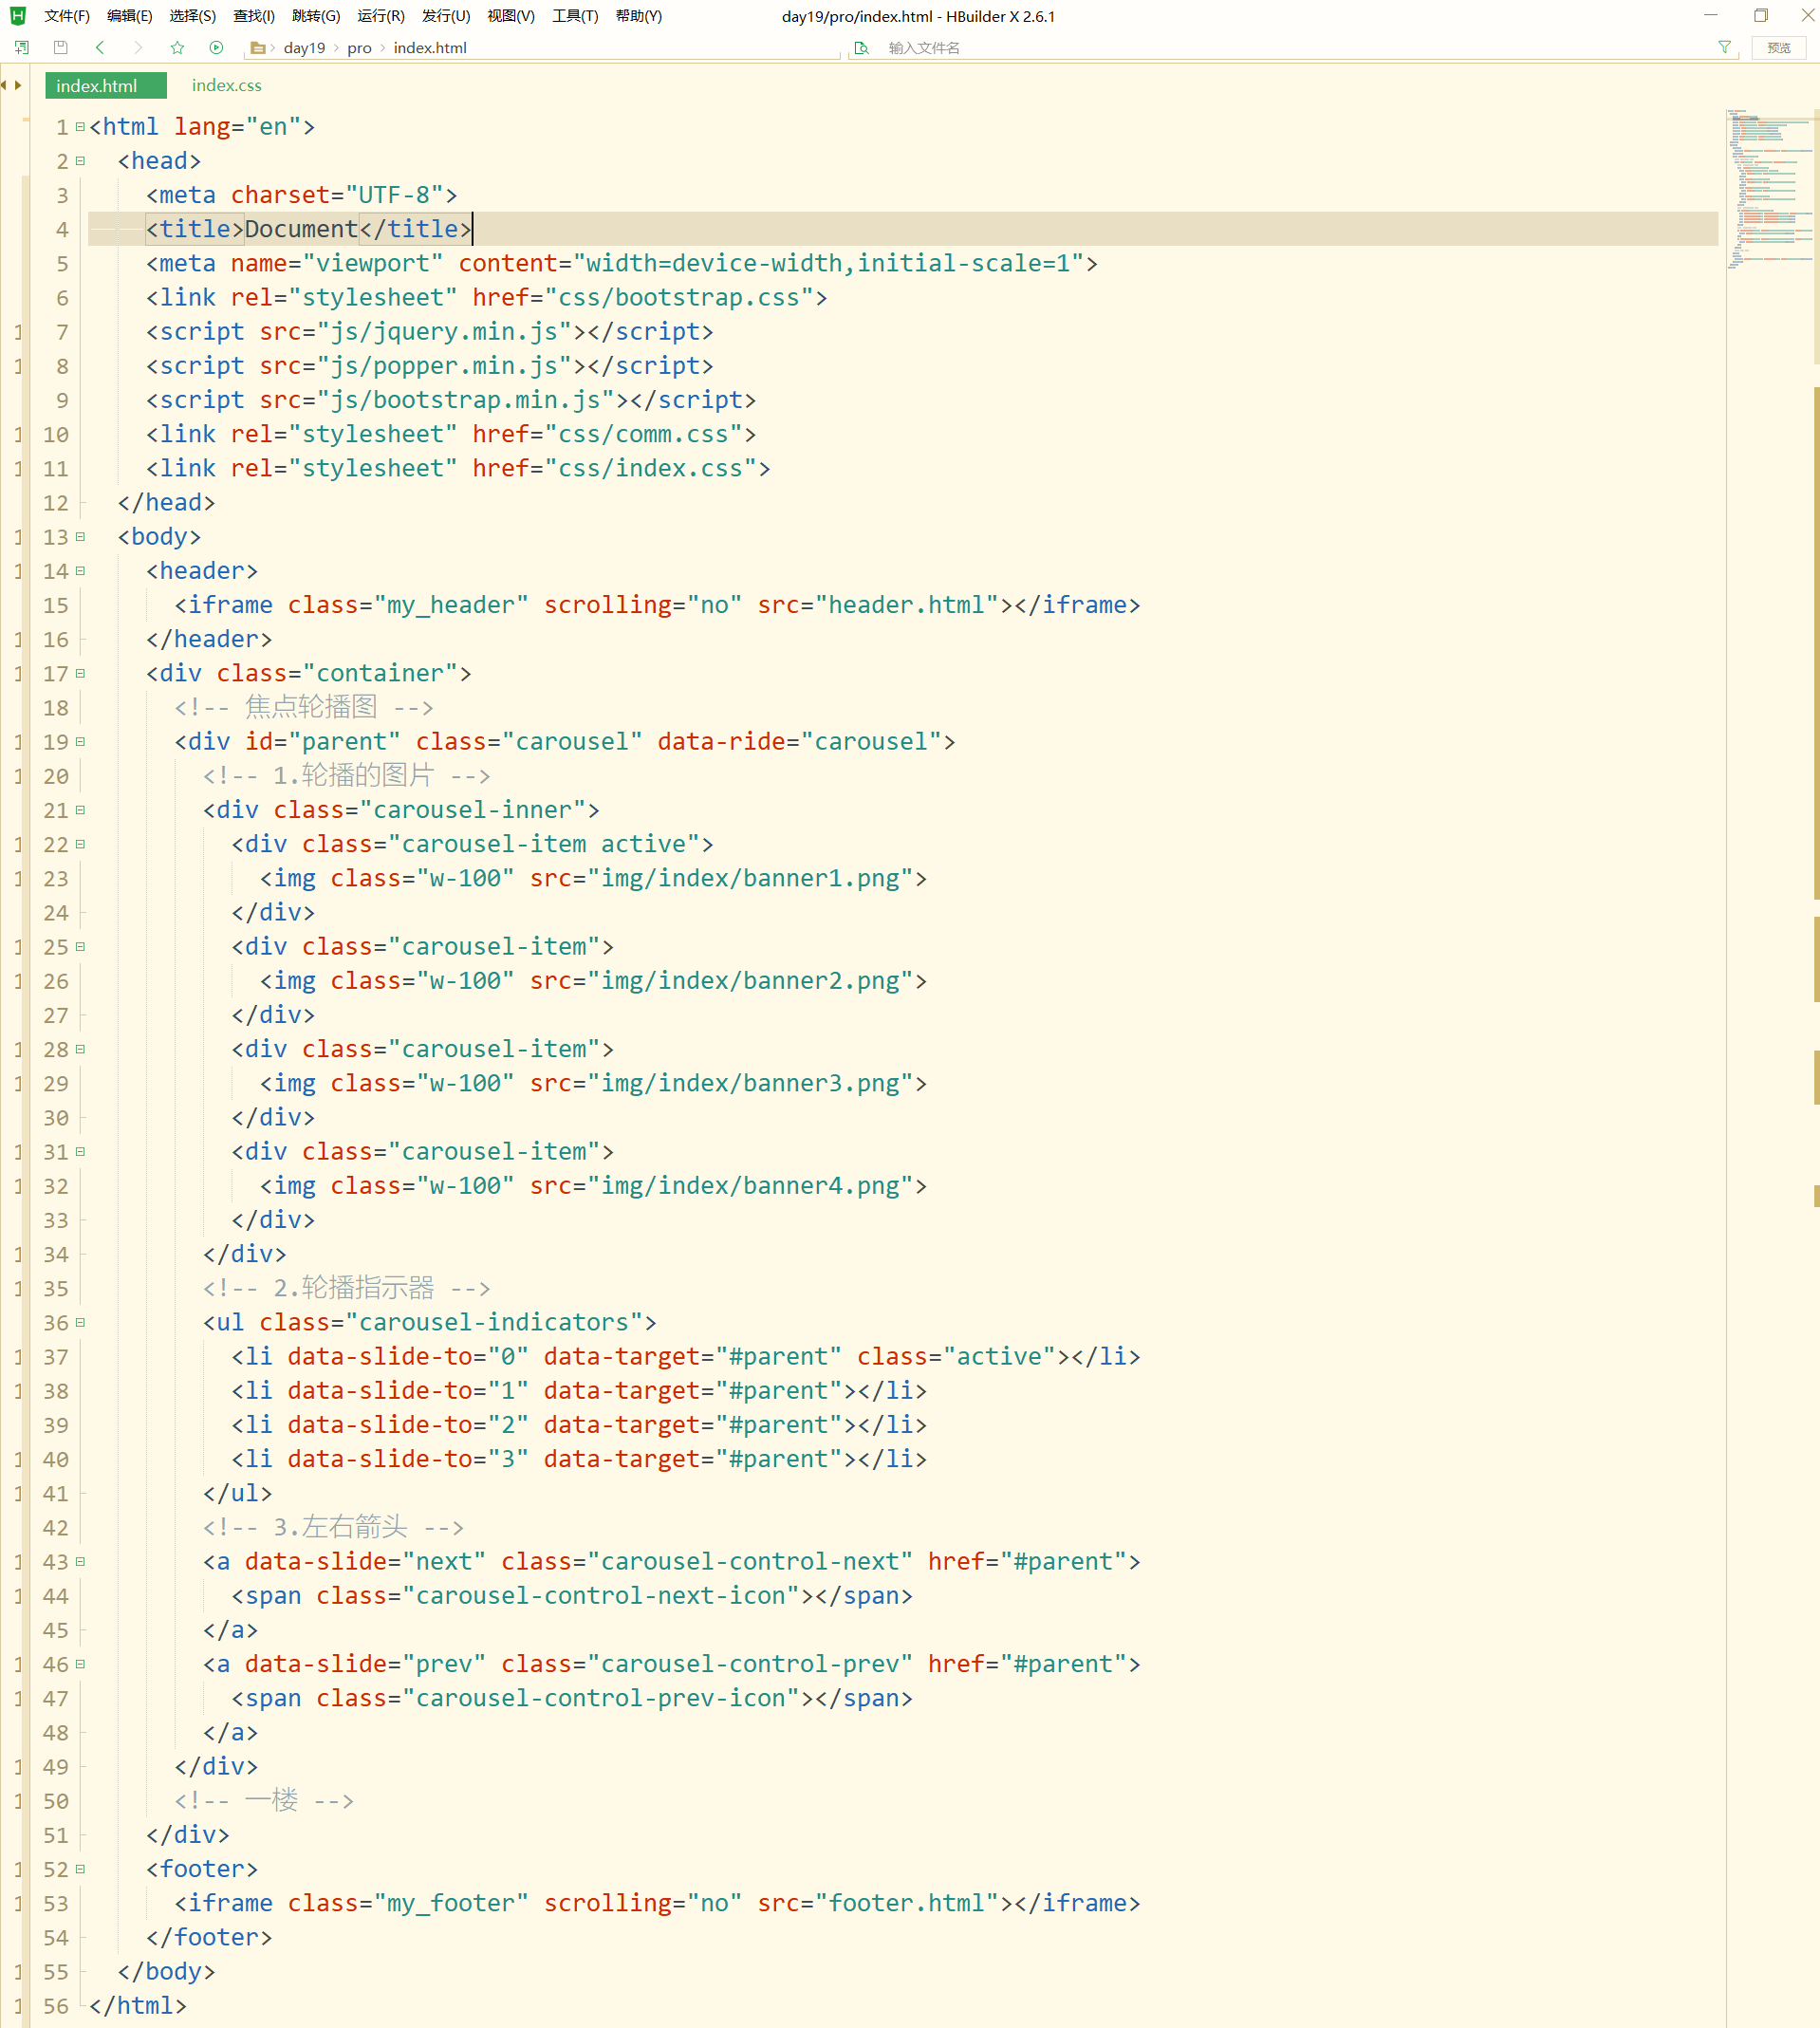 文件(F) 编辑(E) 选择(S) 查找(I) 跳转(G) 运行(R) 发行(U) 视图(V) 工具(T) 帮助(Y) day19/pro/index.html - HBuilder X 2.6.1
day19 pro index.html 输入文件名 预览
index.html index.css
1 <html lang="en">
2 <head>
3 <meta charset="UTF-8">
4 <title>Document</title>
5 <meta name="viewport" content="width=device-width,initial-scale=1">
6 <link rel="stylesheet" href="css/bootstrap.css">
7 <script src="js/jquery.min.js"></script>
8 <script src="js/popper.min.js"></script>
9 <script src="js/bootstrap.min.js"></script>
10 <link rel="stylesheet" href="css/comm.css">
11 <link rel="stylesheet" href="css/index.css">
12 </head>
13 <body>
14 <header>
15 <iframe class="my_header" scrolling="no" src="header.html"></iframe>
16 </header>
17 <div class="container">
18 <!-- 焦点轮播图 -->
19 <div id="parent" class="carousel" data-ride="carousel">
20 <!-- 1.轮播的图片 -->
21 <div class="carousel-inner">
22 <div class="carousel-item active">
23 <img class="w-100" src="img/index/banner1.png">
24 </div>
25 <div class="carousel-item">
26 <img class="w-100" src="img/index/banner2.png">
27 </div>
28 <div class="carousel-item">
29 <img class="w-100" src="img/index/banner3.png">
30 </div>
31 <div class="carousel-item">
32 <img class="w-100" src="img/index/banner4.png">
33 </div>
34 </div>
35 <!-- 2.轮播指示器 -->
36 <ul class="carousel-indicators">
37 <li data-slide-to="0" data-target="#parent" class="active"></li>
38 <li data-slide-to="1" data-target="#parent"></li>
39 <li data-slide-to="2" data-target="#parent"></li>
40 <li data-slide-to="3" data-target="#parent"></li>
41 </ul>
42 <!-- 3.左右箭头 -->
43 <a data-slide="next" class="carousel-control-next" href="#parent">
44 <span class="carousel-control-next-icon"></span>
45 </a>
46 <a data-slide="prev" class="carousel-control-prev" href="#parent">
47 <span class="carousel-control-prev-icon"></span>
48 </a>
49 </div>
50 <!-- 一楼 -->
51 </div>
52 <footer>
53 <iframe class="my_footer" scrolling="no" src="footer.html"></iframe>
54 </footer>
55 </body>
56 </html>